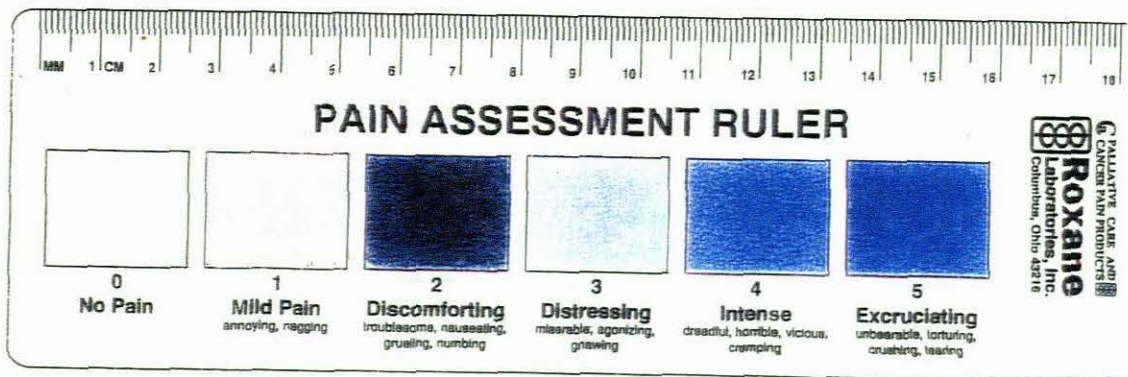 MM 1 CM 2 3 4 5 6 7 8 9 10 11 12 13 14 15 16 17 18
PAIN ASSESSMENT RULER
0
No Pain
1
Mild Pain
annoying, nagging
2
Discomforting
troublesome, nauseating,
grueling, numbing
3
Distressing
miserable, agonizing,
gnawing
4
Intense
dreadful, horrible, vicious,
cramping
5
Excruciating
unbearable, torturing,
crushing, tearing
PALLIATIVE CARE AND
CANCER PAIN PRODUCTS
Roxane
Laboratories, Inc.
Columbus, Ohio 43216